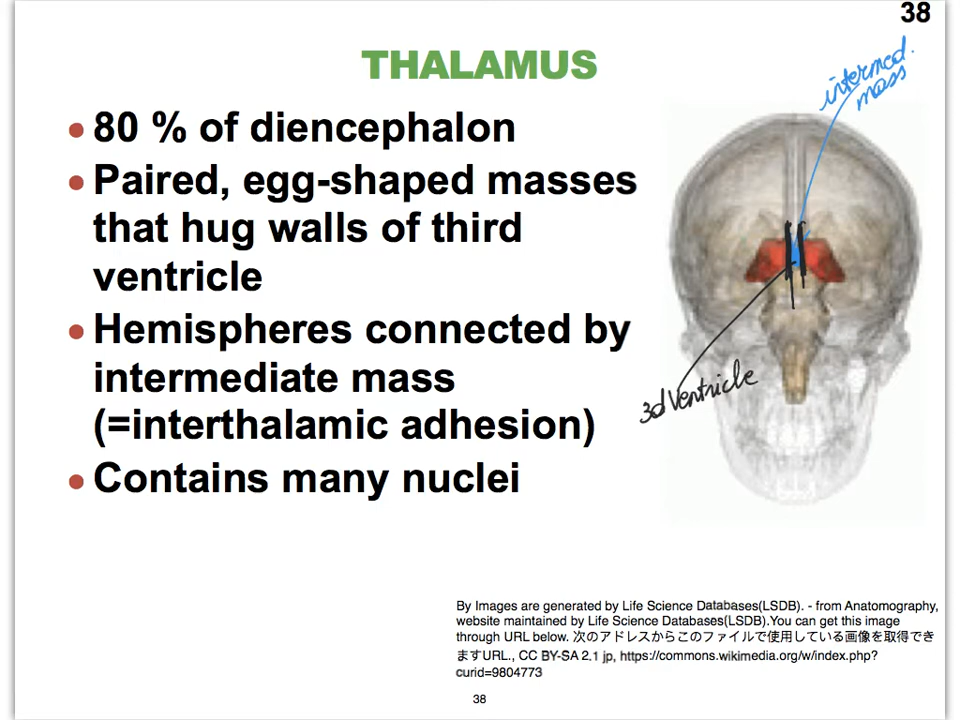 38
THALAMUS
• 80 % of diencephalon
• Paired, egg-shaped masses
that hug walls of third
ventricle
• Hemispheres connected by
intermediate mass
(=interthalamic adhesion)
• Contains many nuclei
intermed.
mass
3d Ventricle
By Images are generated by Life Science Databases(LSDB). - from Anatomography,
website maintained by Life Science Databases(LSDB).You can get this image
through URL below. 次のアドレスからこのファイルで使用している画像を取得でき
ますURL., CC BY-SA 2.1 jp, https://commons.wikimedia.org/w/index.php?
curid=9804773
38